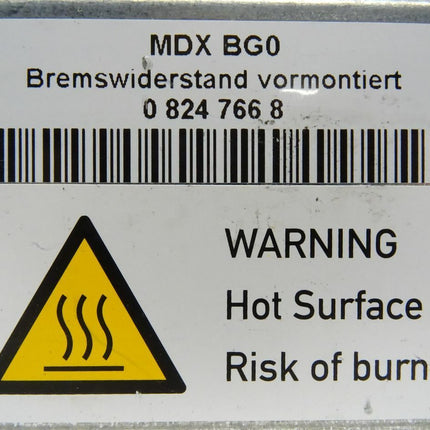 MDX BG0
Bremswiderstand vormontiert
0 824 766 8
WARNING
Hot Surface
Risk of burn